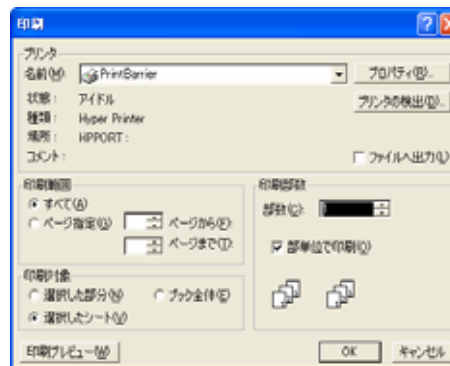 印刷
プリンタ
名前(M): PrintBarrier
プロパティ(R)...
状態： アイドル
プリンタの検出(D)...
種類： Hyper Printer
場所： HPPORT :
コメント：
ファイルへ出力(L)
印刷範囲
すべて(A)
ページ指定(G)
ページから(F):
ページまで(T):
印刷部数
部数(C):
部単位で印刷(O)
印刷対象
選択した部分(N)
ブック全体(E)
選択したシート(V)
印刷プレビュー(W)
OK
キャンセル